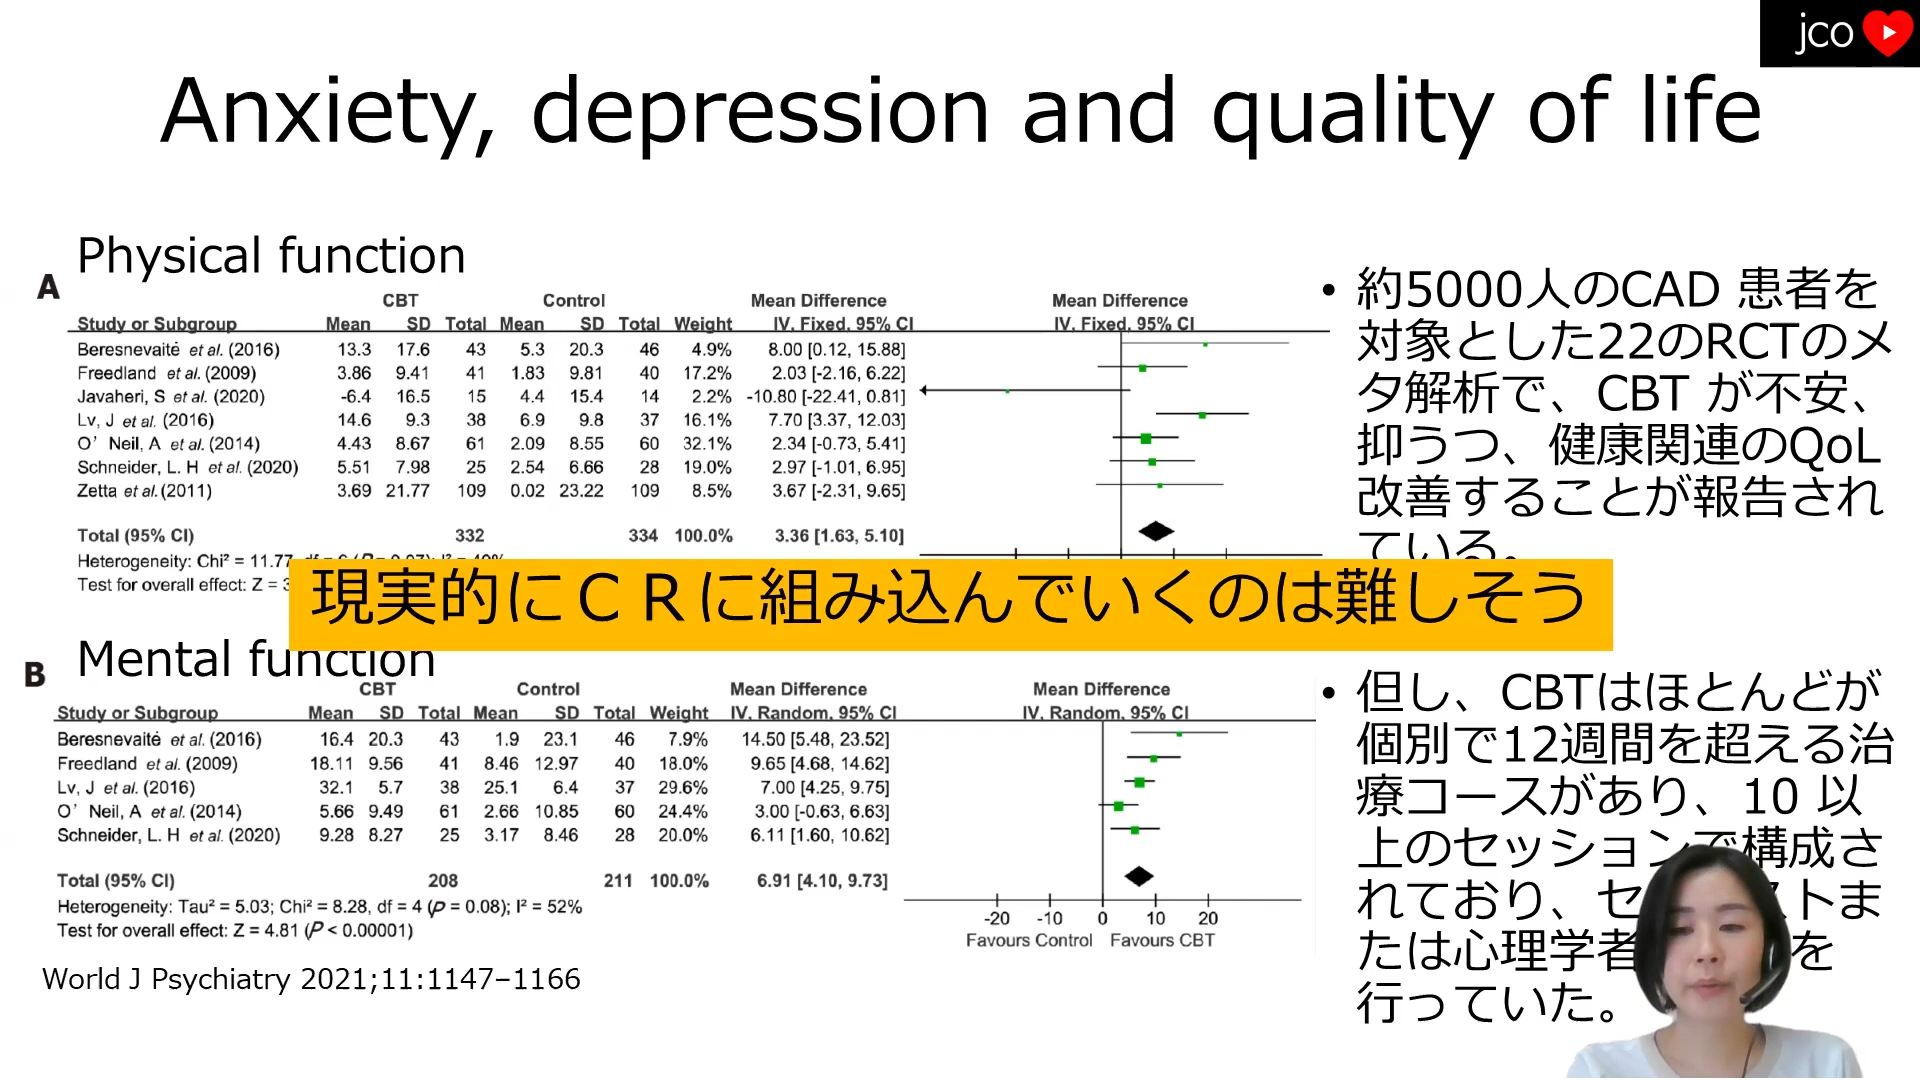 jco
Anxiety, depression and quality of life
Physical function
A
CBT Control Mean Difference Mean Difference
Study or Subgroup Mean SD Total Mean SD Total Weight IV, Fixed, 95% CI IV, Fixed, 95% CI
Beresnevaité et al. (2016) 13.3 17.6 43 5.3 20.3 46 4.9% 8.00 [0.12, 15.88]
Freedland et al. (2009) 3.86 9.41 41 1.83 9.81 40 17.2% 2.03 [-2.16, 6.22]
Javaheri, S et al. (2020) -6.4 16.5 15 4.4 15.4 14 2.2% -10.80 [-22.41, 0.81]
Lv, J et al. (2016) 14.6 9.3 38 6.9 9.8 37 16.1% 7.70 [3.37, 12.03]
O’ Neil, A et al. (2014) 4.43 8.67 61 2.09 8.55 60 32.1% 2.34 [-0.73, 5.41]
Schneider, L. H et al. (2020) 5.51 7.98 25 2.54 6.66 28 19.0% 2.97 [-1.01, 6.95]
Zetta et al. (2011) 3.69 21.77 109 0.02 23.22 109 8.5% 3.67 [-2.31, 9.65]
Total (95% CI) 332 334 100.0% 3.36 [1.63, 5.10]
Heterogeneity: Chi² = 11.77,
Test for overall effect: Z = 3
現実的にＣＲに組み込んでいくのは難しそう
Mental function
B
CBT Control Mean Difference Mean Difference
Study or Subgroup Mean SD Total Mean SD Total Weight IV, Random, 95% CI IV, Random, 95% CI
Beresnevaité et al. (2016) 16.4 20.3 43 1.9 23.1 46 7.9% 14.50 [5.48, 23.52]
Freedland et al. (2009) 18.11 9.56 41 8.46 12.97 40 18.0% 9.65 [4.68, 14.62]
Lv, J et al. (2016) 32.1 5.7 38 25.1 6.4 37 29.6% 7.00 [4.25, 9.75]
O’ Neil, A et al. (2014) 5.66 9.49 61 2.66 10.85 60 24.4% 3.00 [-0.63, 6.63]
Schneider, L. H et al. (2020) 9.28 8.27 25 3.17 8.46 28 20.0% 6.11 [1.60, 10.62]
Total (95% CI) 208 211 100.0% 6.91 [4.10, 9.73]
Heterogeneity: Tau² = 5.03; Chi² = 8.28, df = 4 (P = 0.08); I² = 52%
Test for overall effect: Z = 4.81 (P < 0.00001)
-20 -10 0 10 20
Favours Control Favours CBT
World J Psychiatry 2021;11:1147–1166
• 約5000人のCAD 患者を
対象とした22のRCTのメ
タ解析で、CBT が不安、
抑うつ、健康関連のQoL
改善することが報告され
ている。
• 但し、CBTはほとんどが
個別で12週間を超える治
療コースがあり、10 以
上のセッションで構成さ
れており、セ ストま
たは心理学者 を
行っていた。